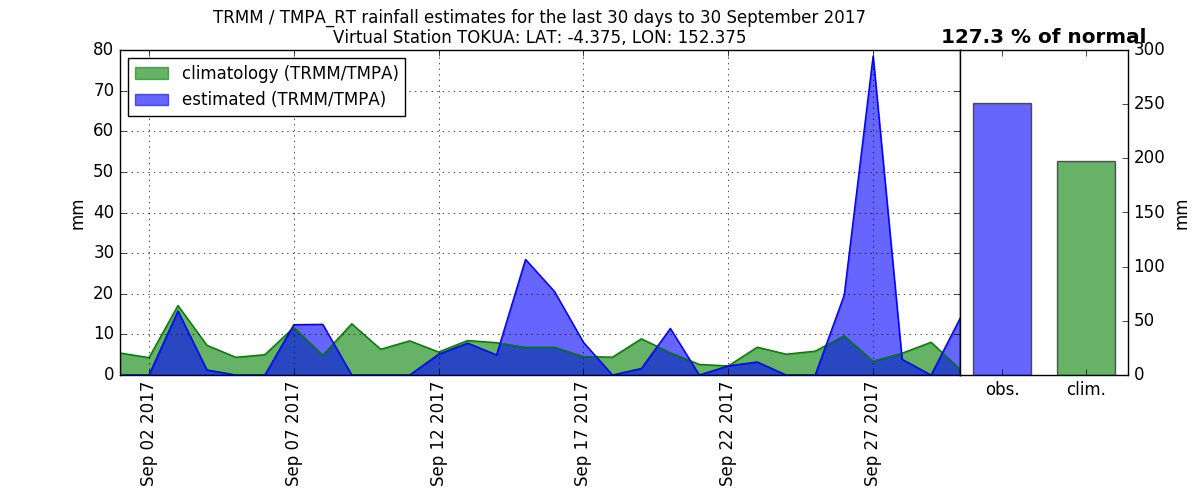 TRMM / TMPA_RT rainfall estimates for the last 30 days to 30 September 2017
Virtual Station TOKUA: LAT: -4.375, LON: 152.375
127.3 % of normal
climatology (TRMM/TMPA)
estimated (TRMM/TMPA)
mm
80
70
60
50
40
30
20
10
0
Sep 02 2017
Sep 07 2017
Sep 12 2017
Sep 17 2017
Sep 22 2017
Sep 27 2017
300
250
200
150
100
50
0
mm
obs.
clim.